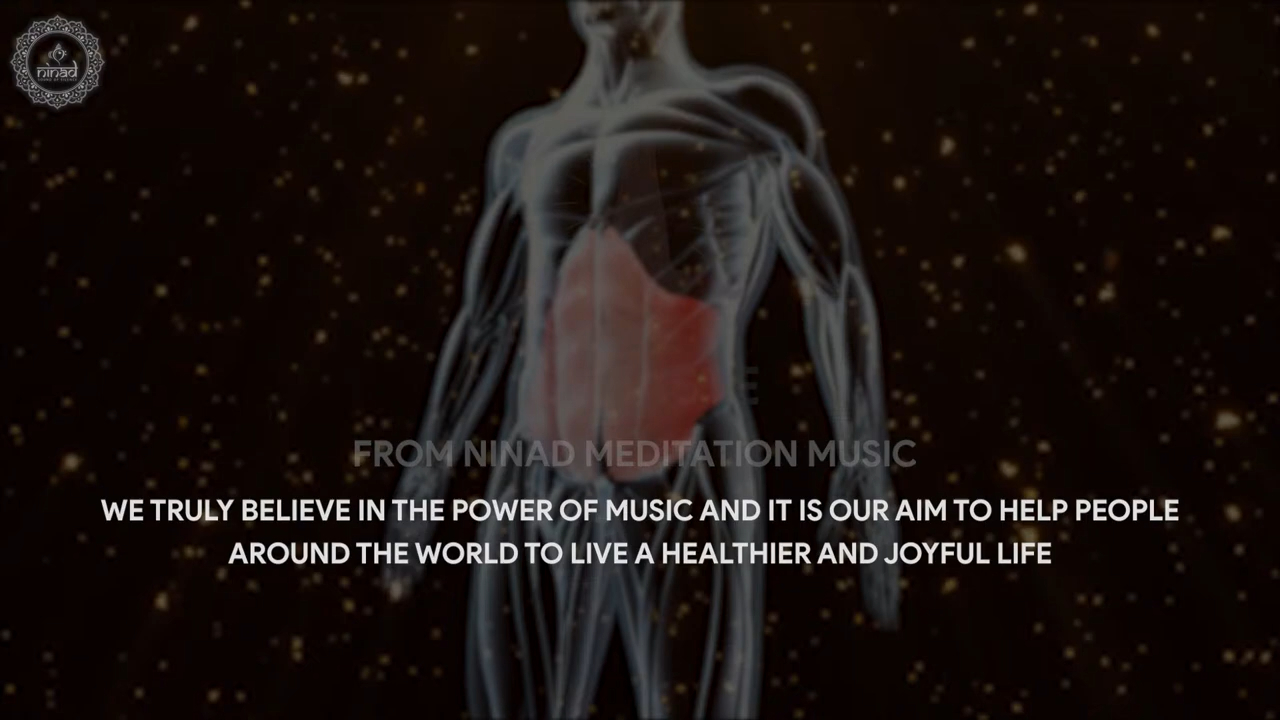 ninad
FROM NINAD MEDITATION MUSIC
WE TRULY BELIEVE IN THE POWER OF MUSIC AND IT IS OUR AIM TO HELP PEOPLE
AROUND THE WORLD TO LIVE A HEALTHIER AND JOYFUL LIFE